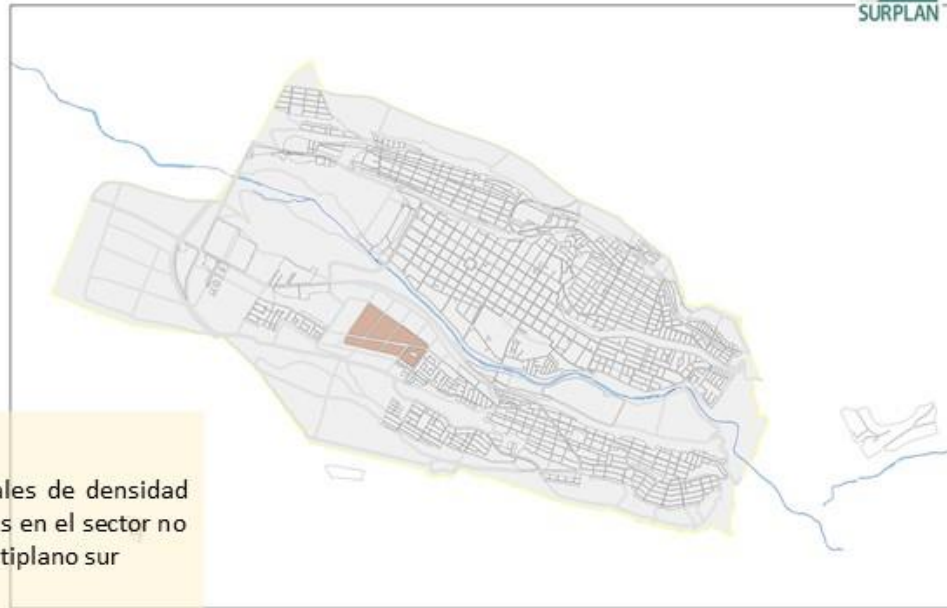 SURPLAN
ales de densidad
s en el sector no
tiplano sur